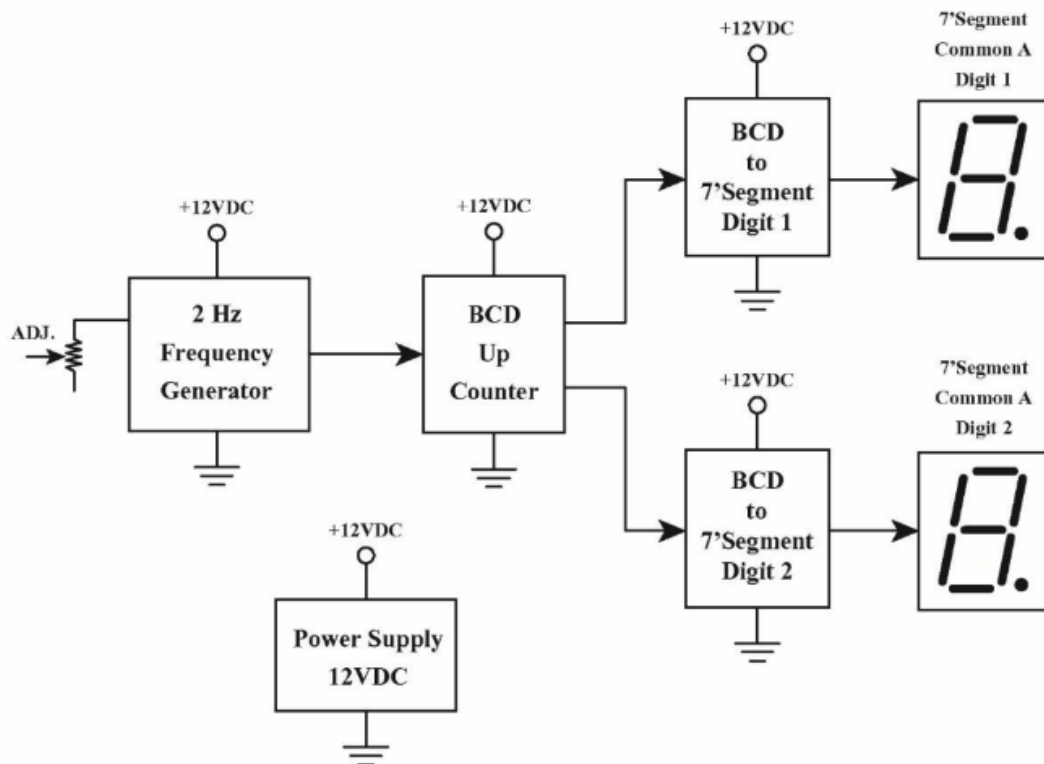 +12VDC
2 Hz
Frequency
Generator
ADJ.
+12VDC
BCD
Up
Counter
+12VDC
BCD
to
7'Segment
Digit 1
7'Segment
Common A
Digit 1
+12VDC
BCD
to
7'Segment
Digit 2
7'Segment
Common A
Digit 2
+12VDC
Power Supply
12VDC